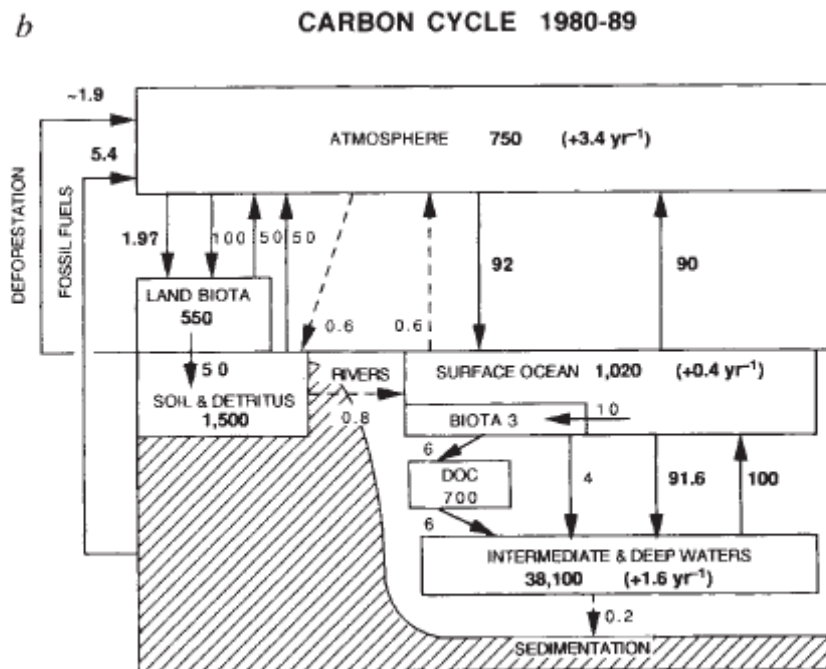 b
CARBON CYCLE 1980-89
~1.9
ATMOSPHERE 750 (+3.4 yr⁻¹)
5.4
DEFORESTATION
FOSSIL FUELS
1.97
100
50
50
92
90
LAND BIOTA
550
0.6
0.6
50
SOIL & DETRITUS
1,500
RIVERS
0.8
SURFACE OCEAN 1,020 (+0.4 yr⁻¹)
BIOTA 3
10
6
DOC
700
4
91.6
100
6
INTERMEDIATE & DEEP WATERS
38,100 (+1.6 yr⁻¹)
0.2
SEDIMENTATION